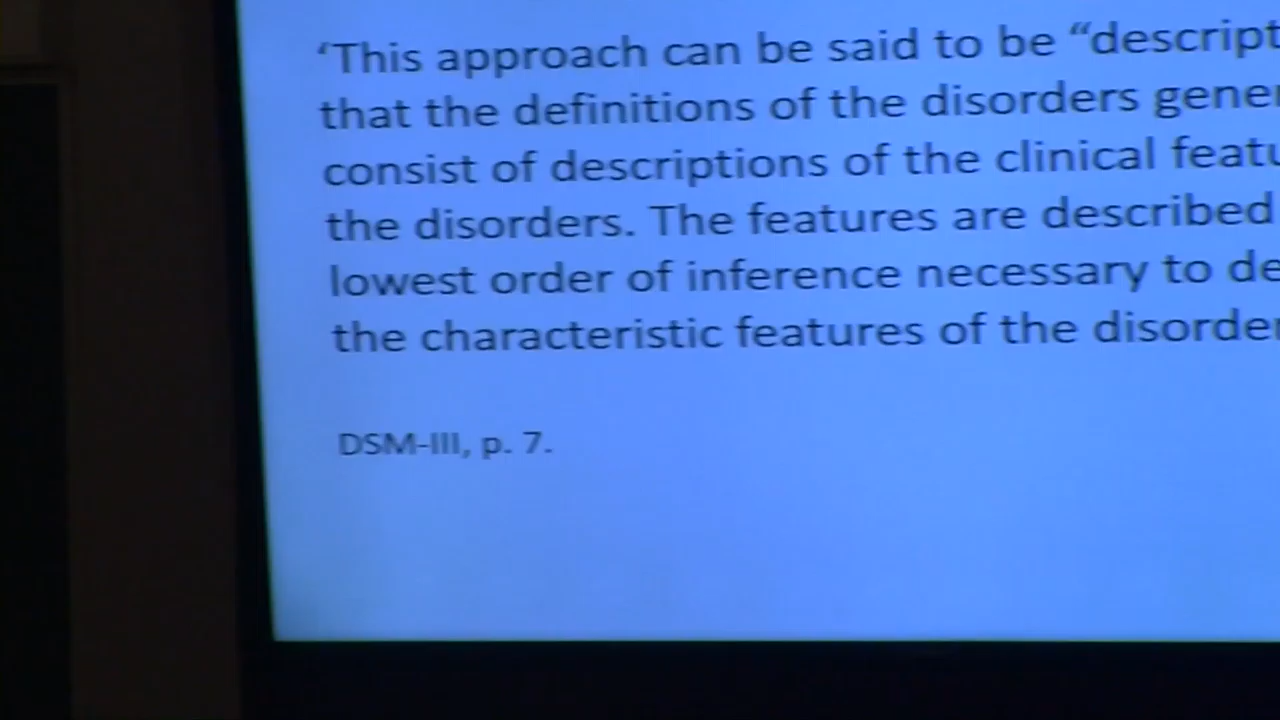 ‘This approach can be said to be “descript
that the definitions of the disorders gener
consist of descriptions of the clinical featu
the disorders. The features are described
lowest order of inference necessary to de
the characteristic features of the disorder
DSM-III, p. 7.